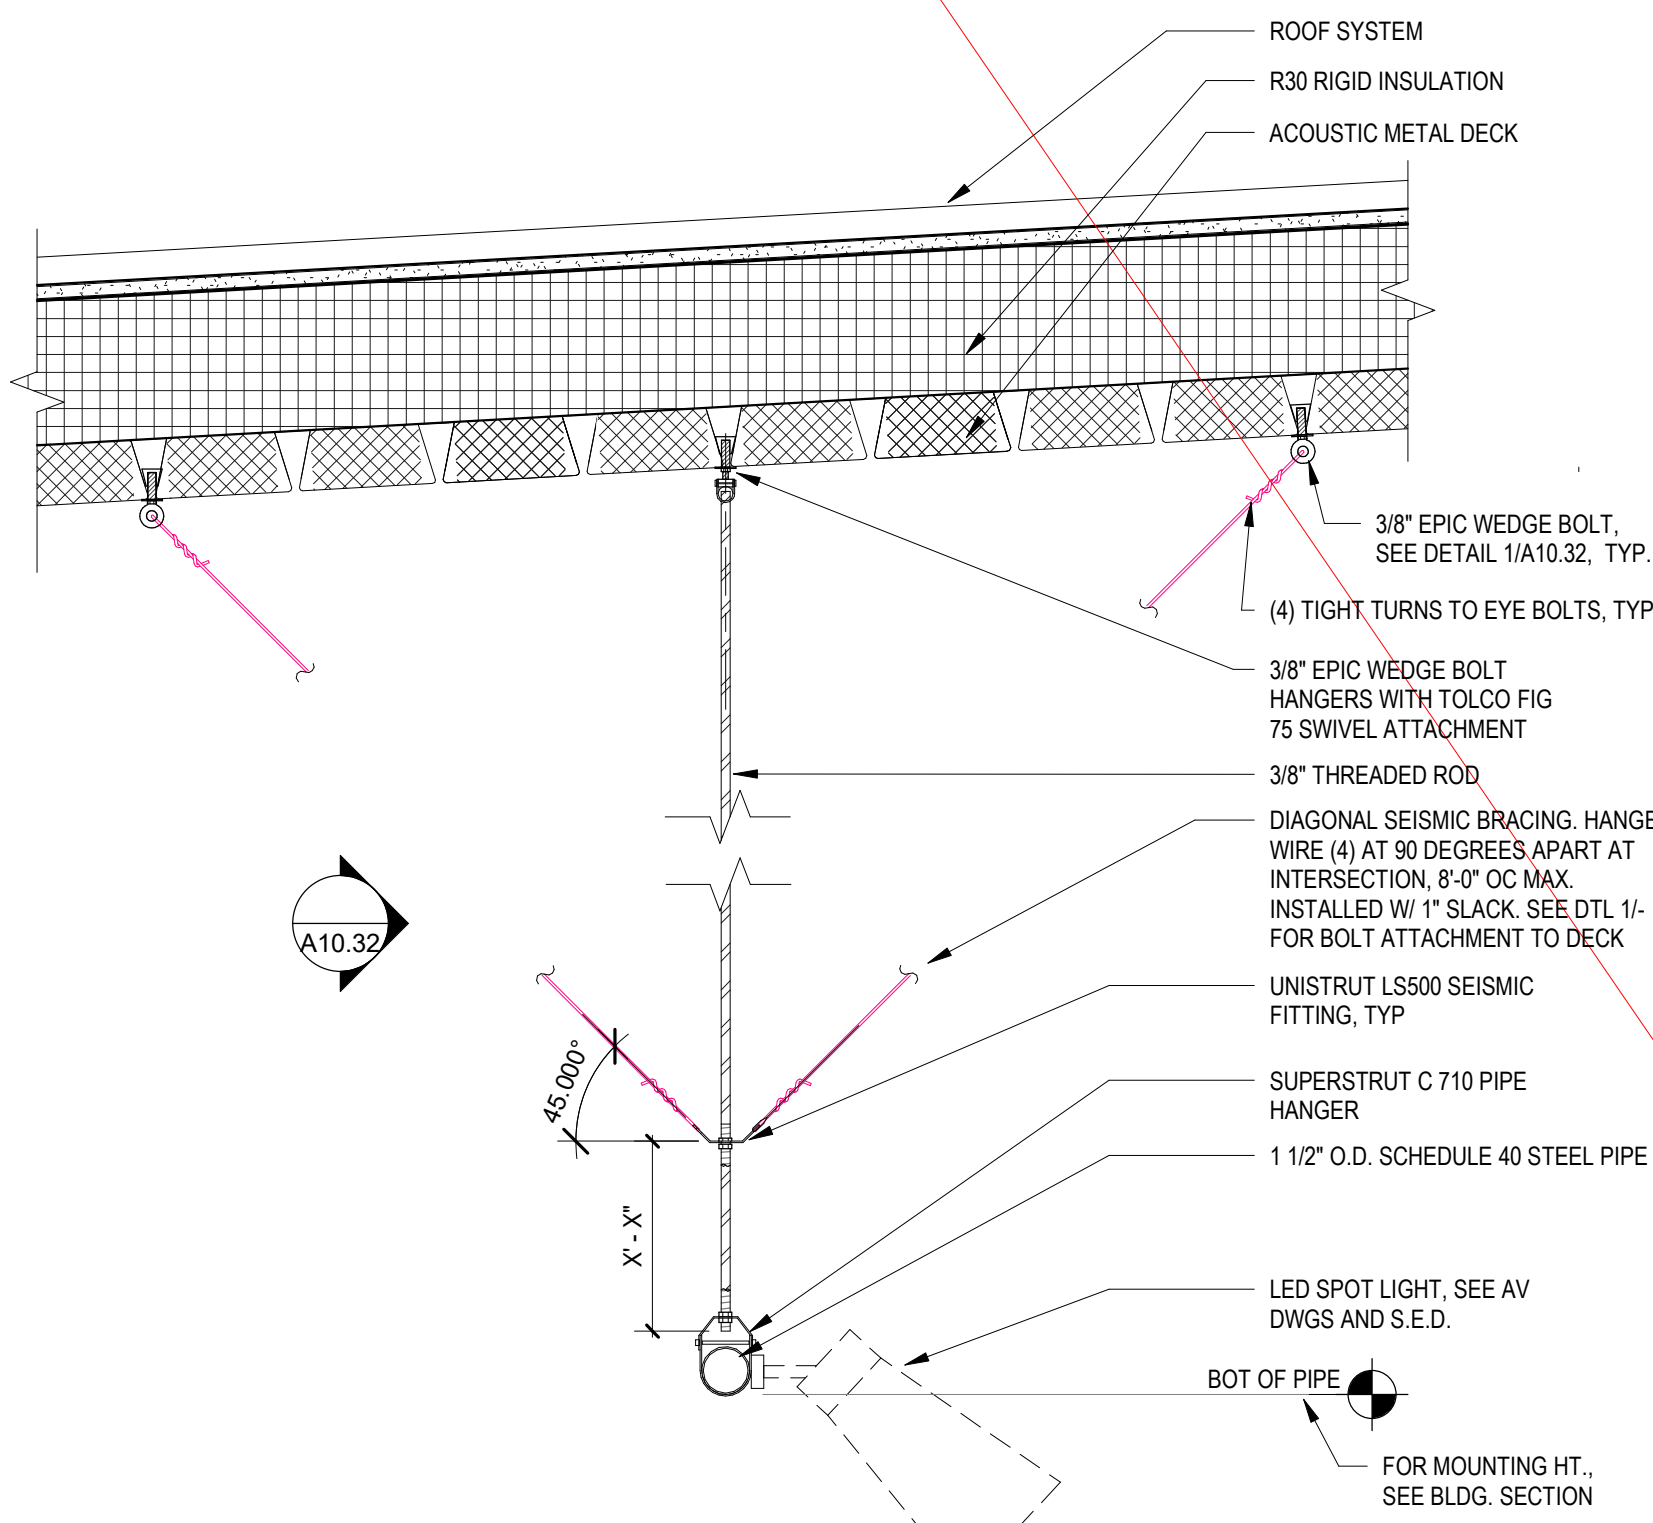 ROOF SYSTEM
R30 RIGID INSULATION
ACOUSTIC METAL DECK
3/8" EPIC WEDGE BOLT,
SEE DETAIL 1/A10.32, TYP.
(4) TIGHT TURNS TO EYE BOLTS, TYP
3/8" EPIC WEDGE BOLT
HANGERS WITH TOLCO FIG
75 SWIVEL ATTACHMENT
3/8" THREADED ROD
DIAGONAL SEISMIC BRACING. HANGE
WIRE (4) AT 90 DEGREES APART AT
INTERSECTION, 8'-0" OC MAX.
INSTALLED W/ 1" SLACK. SEE DTL 1/-
FOR BOLT ATTACHMENT TO DECK
A10.32
UNISTRUT LS500 SEISMIC
FITTING, TYP
45.000°
SUPERSTRUT C 710 PIPE
HANGER
1 1/2" O.D. SCHEDULE 40 STEEL PIPE
X' - X"
LED SPOT LIGHT, SEE AV
DWGS AND S.E.D.
BOT OF PIPE
FOR MOUNTING HT.,
SEE BLDG. SECTION